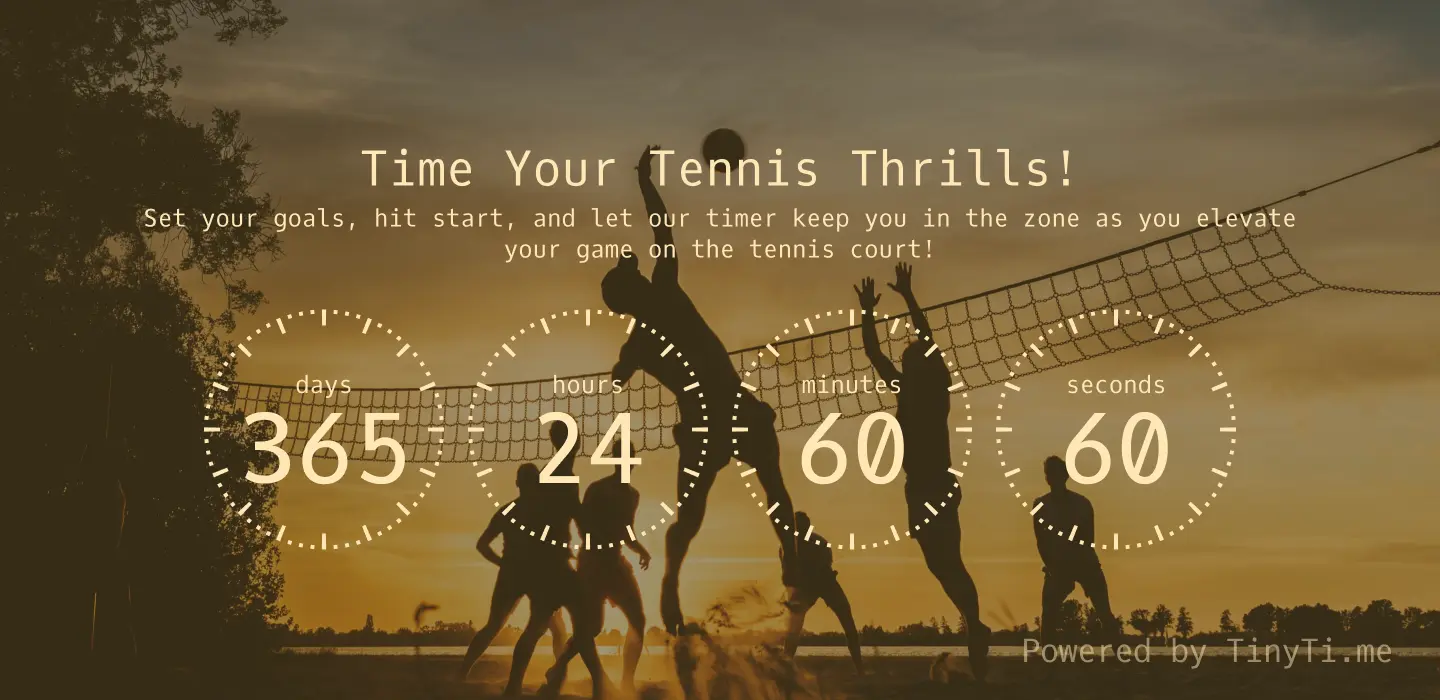 Time Your Tennis Thrills!
Set your goals, hit start, and let our timer keep you in the zone as you elevate
your game on the tennis court!
days hours minutes seconds
365 24 60 60
Powered by TinyTi.me